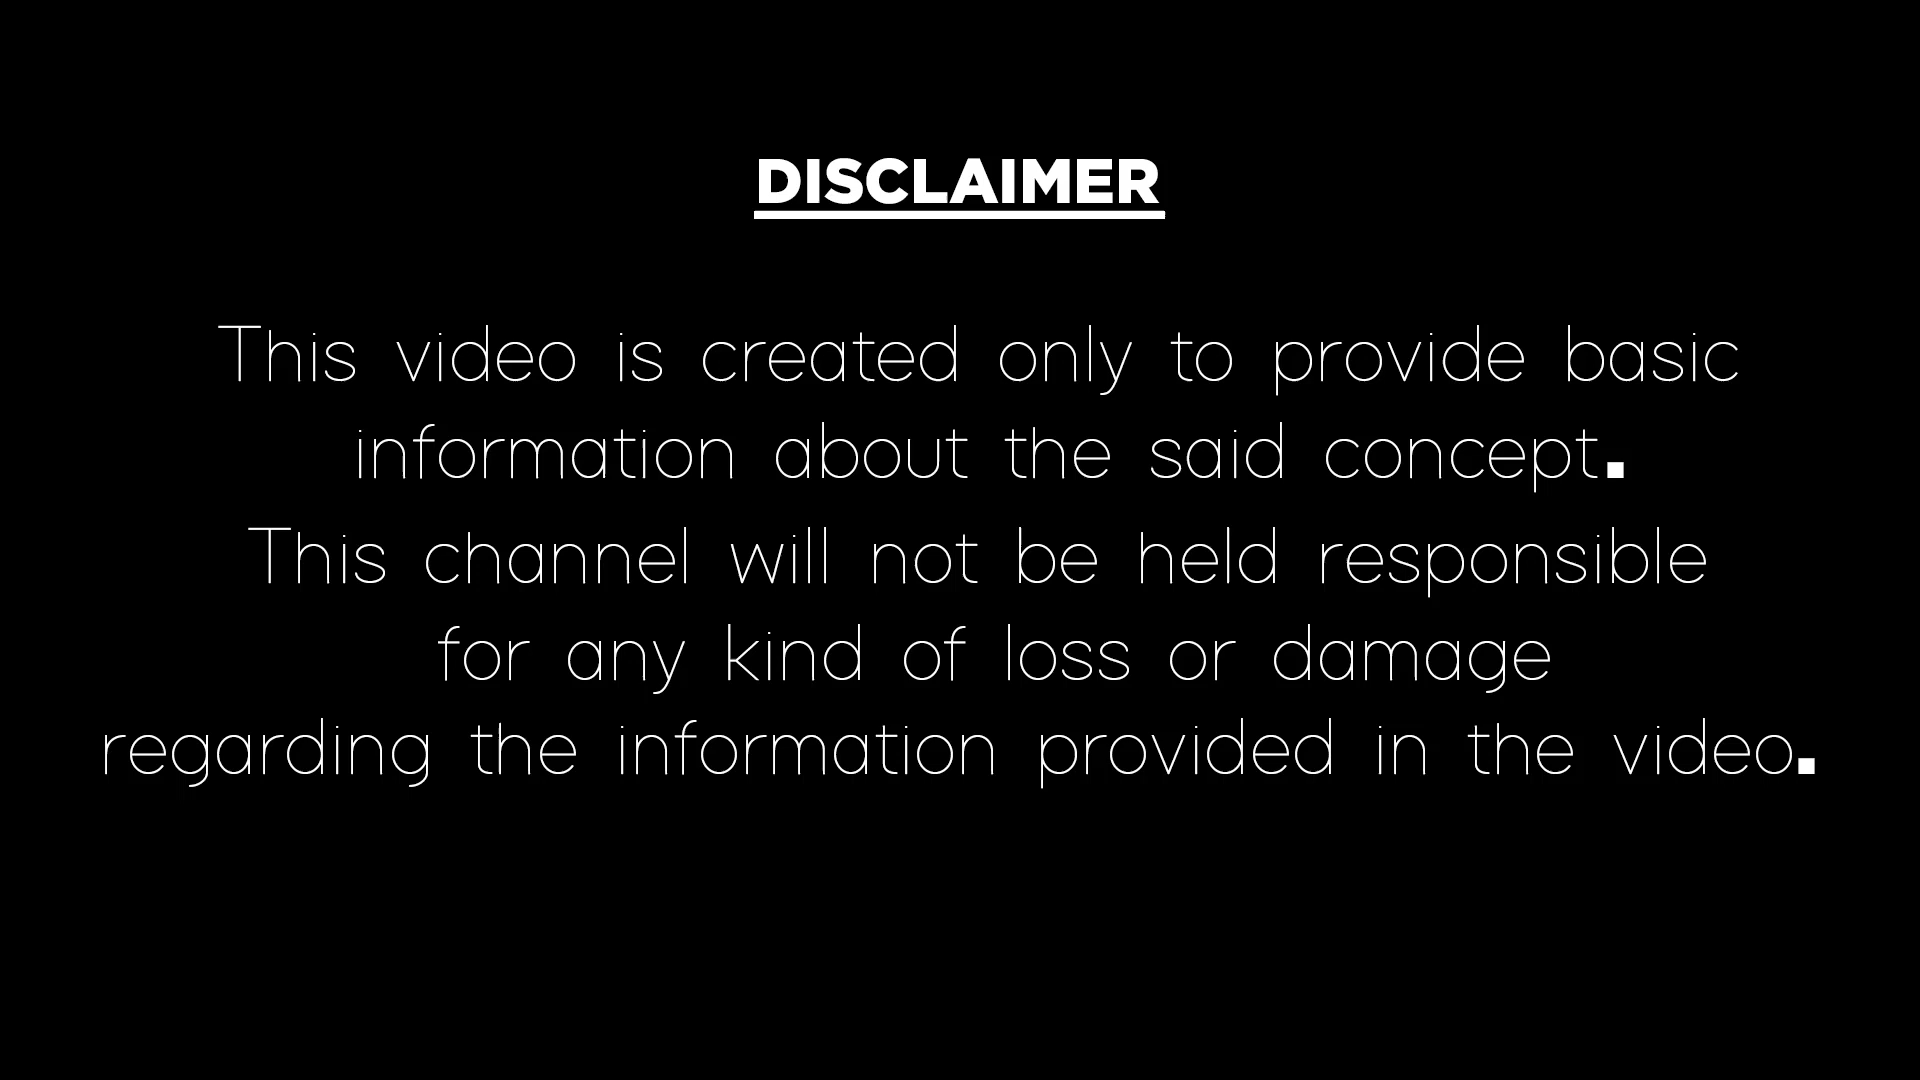 DISCLAIMER
This video is created only to provide basic
information about the said concept.
This channel will not be held responsible
for any kind of loss or damage
regarding the information provided in the video.